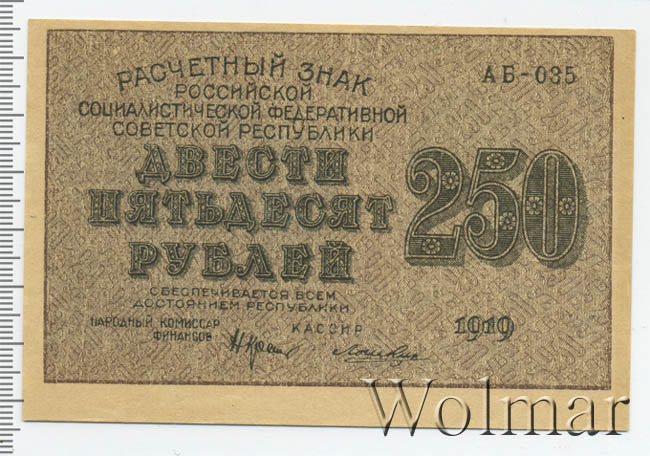 АБ-035
РАСЧЕТНЫЙ ЗНАК
РОССИЙСКОЙ
СОЦИАЛИСТИЧЕСКОЙ ФЕДЕРАТИВНОЙ
СОВЕТСКОЙ РЕСПУБЛИКИ
ДВЕСТИ
ПЯТЬДЕСЯТ
РУБЛЕЙ
250
ОБЕСПЕЧИВАЕТСЯ ВСЕМ
ДОСТОЯНИЕМ РЕСПУБЛИКИ
НАРОДНЫЙ КОМИССАР
ФИНАНСОВ
КАССИР
1919
Wolmar